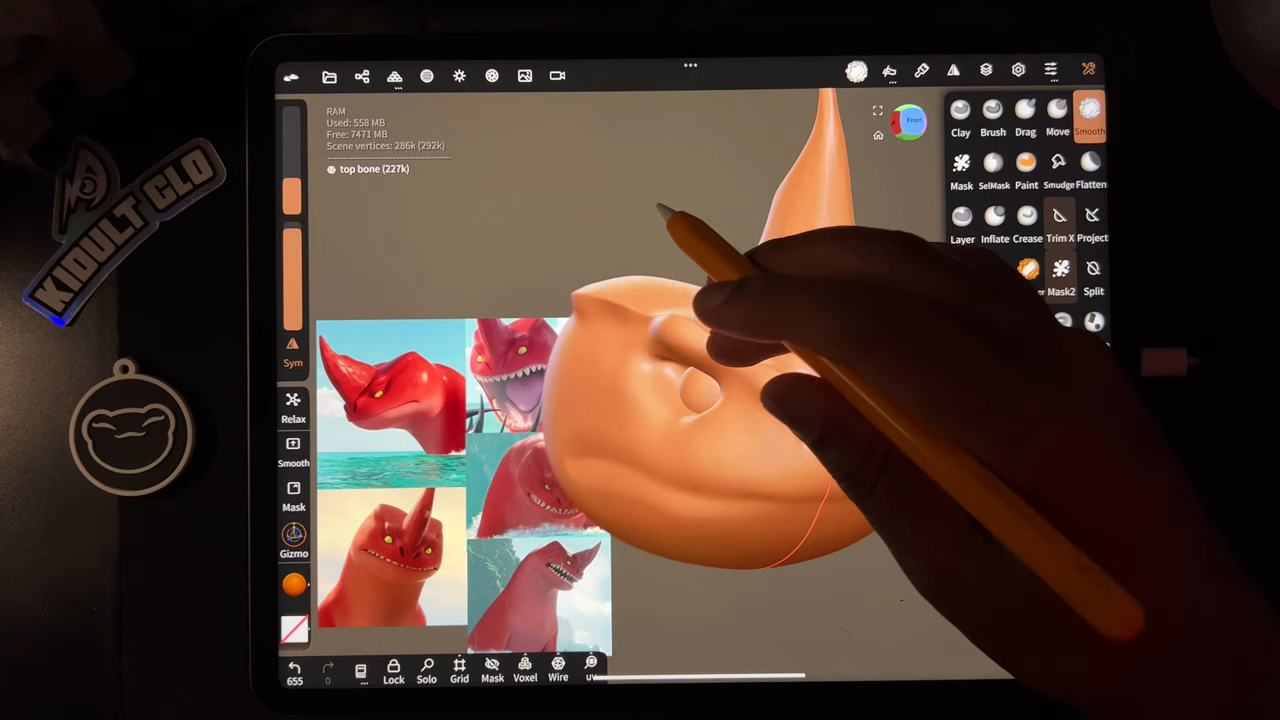 KIDULT CLO
RAM
Used: 558 MB
Free: 7471 MB
Scene vertices: 286k (292k)
top bone (227k)
Front
Clay Brush Drag Move Smooth
Mask SelMask Paint Smudge Flatten
Layer Inflate Crease Trim X Project
Mask2 Split
Sym
Relax
Smooth
Mask
Gizmo
655 0 Lock Solo Grid Mask Voxel Wire UV